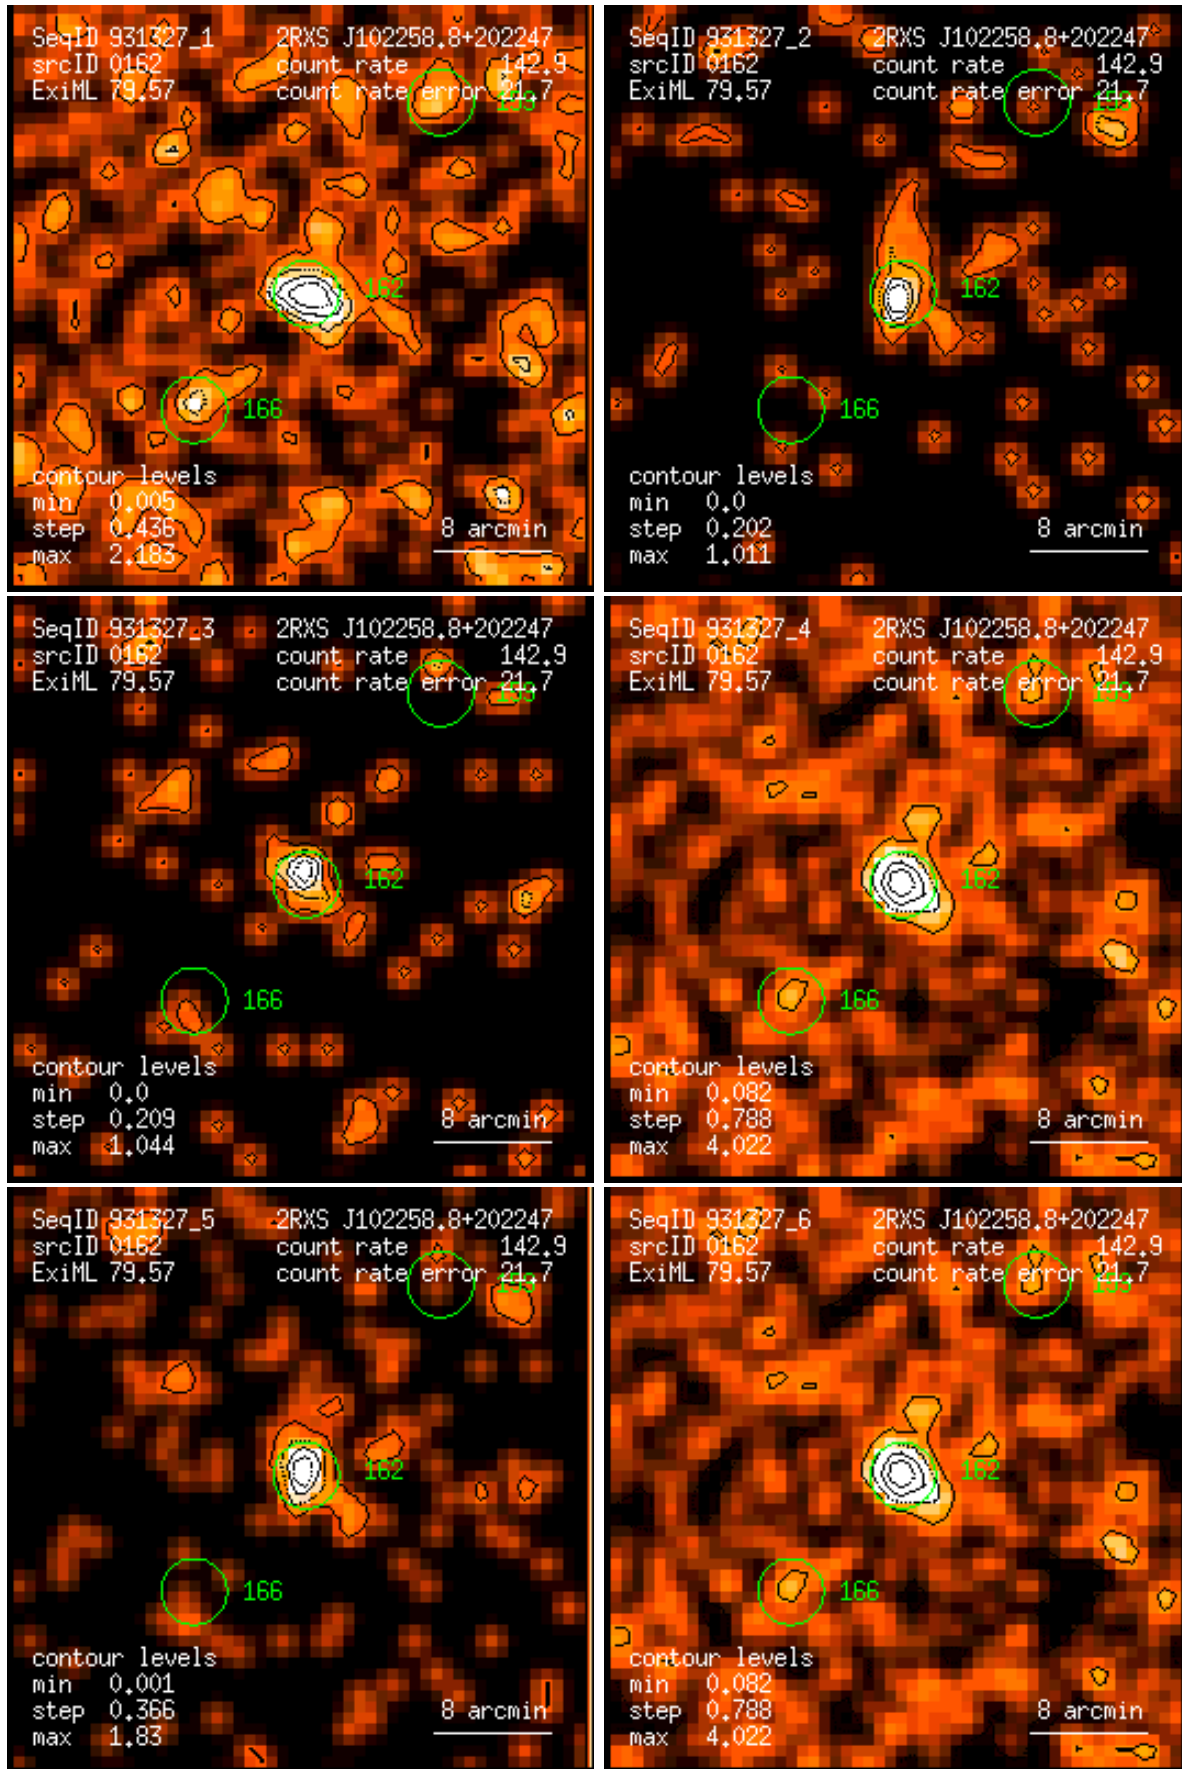 SeqID 931327_1 2RXS J102258.8+202247
srcID 0162 count rate 142.9
ExiML 79.57 count rate error 21.7
162
166
contour levels
min 0.005
step 0.436 8 arcmin
max 2.183
SeqID 931327_2 2RXS J102258.8+202247
srcID 0162 count rate 142.9
ExiML 79.57 count rate error 21.7
162
166
contour levels
min 0.0
step 0.202 8 arcmin
max 1.011
SeqID 931327_3 2RXS J102258.8+202247
srcID 0162 count rate 142.9
ExiML 79.57 count rate error 21.7
162
166
contour levels
min 0.0
step 0.209 8 arcmin
max 1.044
SeqID 931327_4 2RXS J102258.8+202247
srcID 0162 count rate 142.9
ExiML 79.57 count rate error 21.7
162
166
contour levels
min 0.082
step 0.788 8 arcmin
max 4.022
SeqID 931327_5 2RXS J102258.8+202247
srcID 0162 count rate 142.9
ExiML 79.57 count rate error 21.7
162
166
contour levels
min 0.001
step 0.366 8 arcmin
max 1.83
SeqID 931327_6 2RXS J102258.8+202247
srcID 0162 count rate 142.9
ExiML 79.57 count rate error 21.7
162
166
contour levels
min 0.082
step 0.788 8 arcmin
max 4.022